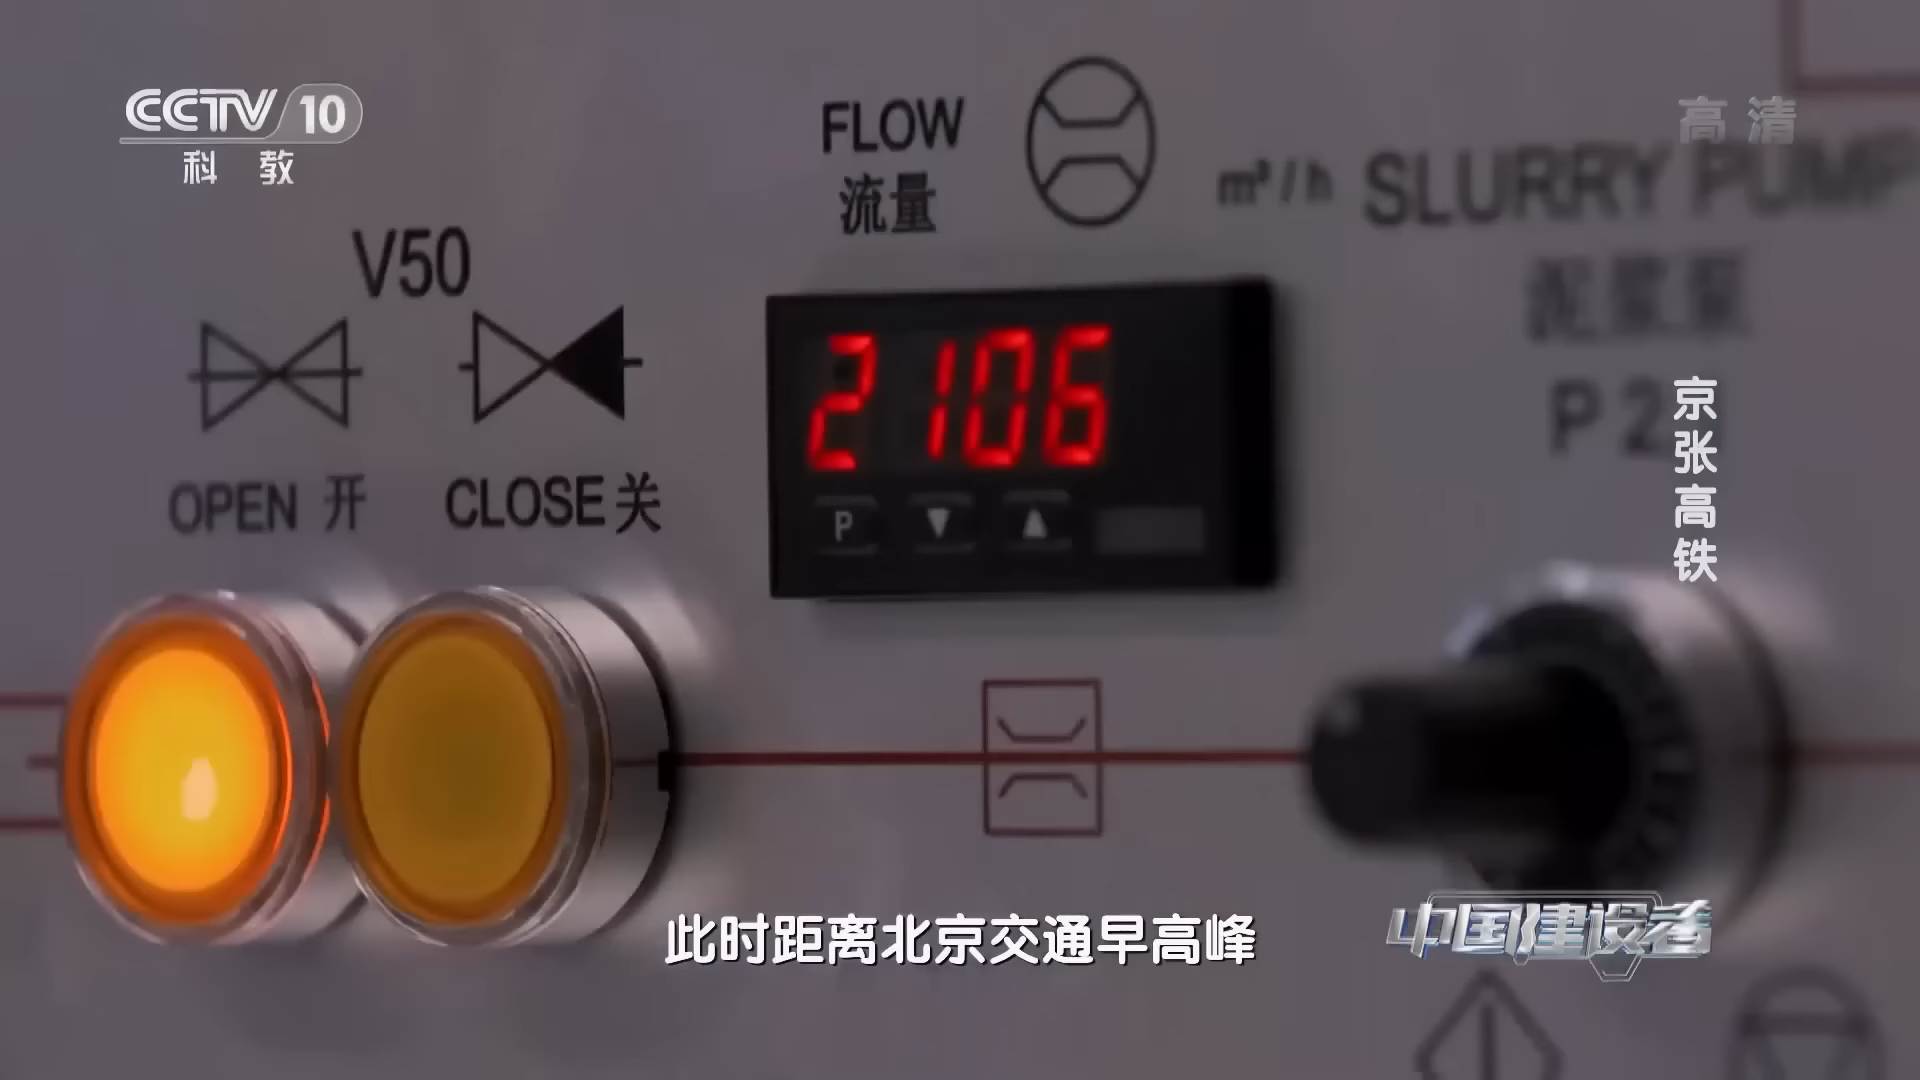 CCTV 10
科教
高清
FLOW
流量
m³/h
SLURRY PUMP
泥浆泵
P 2
V50
OPEN 开
CLOSE 关
2106
P
京张高铁
此时距离北京交通早高峰
中国建设者